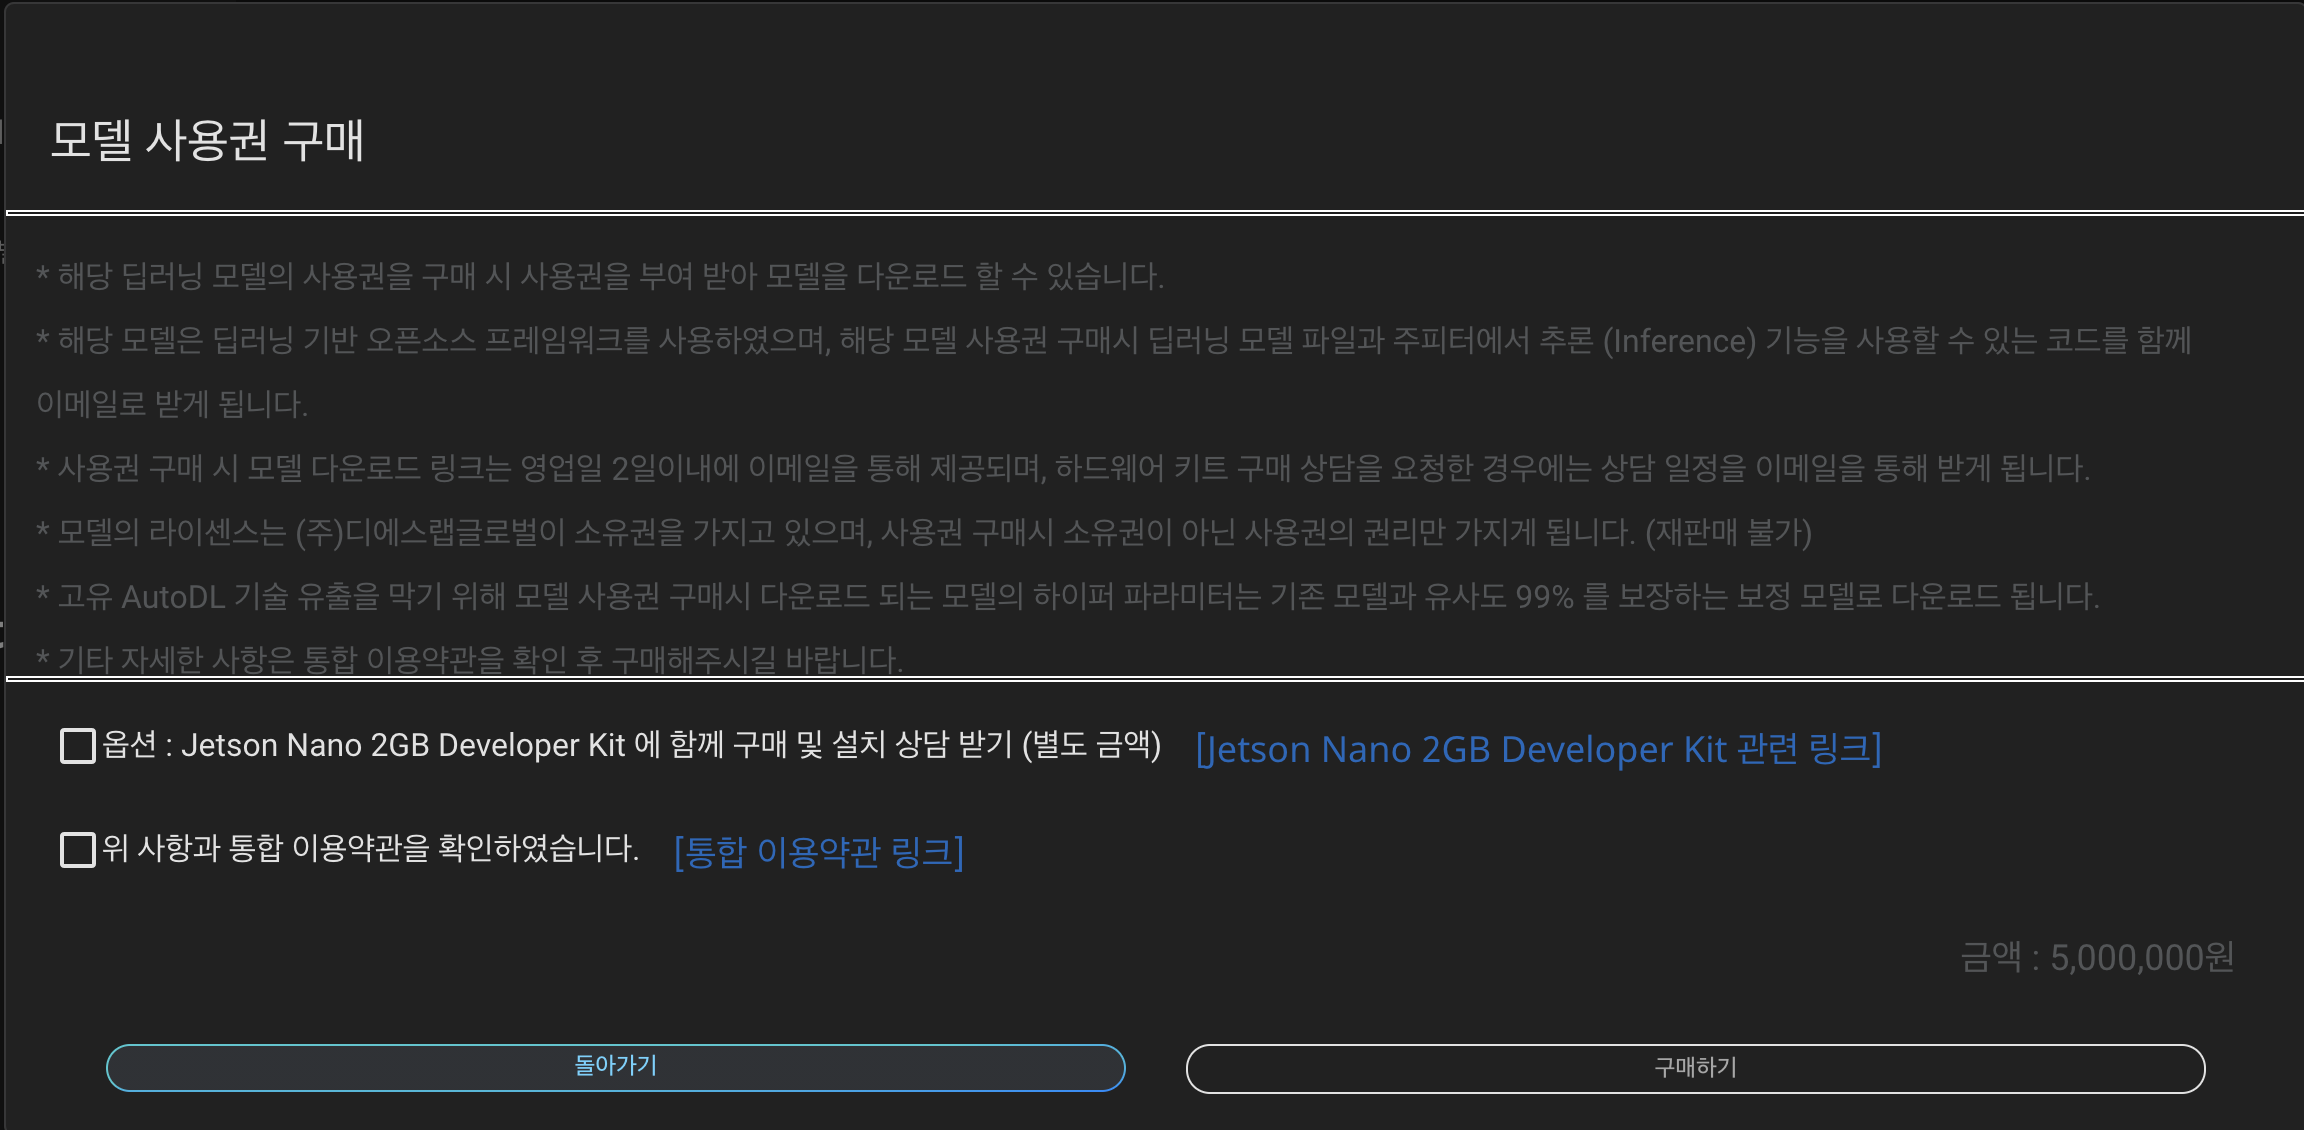 모델 사용권 구매
* 해당 딥러닝 모델의 사용권을 구매 시 사용권을 부여 받아 모델을 다운로드 할 수 있습니다.
* 해당 모델은 딥러닝 기반 오픈소스 프레임워크를 사용하였으며, 해당 모델 사용권 구매시 딥러닝 모델 파일과 주피터에서 추론 (Inference) 기능을 사용할 수 있는 코드를 함께
이메일로 받게 됩니다.
* 사용권 구매 시 모델 다운로드 링크는 영업일 2일이내에 이메일을 통해 제공되며, 하드웨어 키트 구매 상담을 요청한 경우에는 상담 일정을 이메일을 통해 받게 됩니다.
* 모델의 라이센스는 (주)디에스랩글로벌이 소유권을 가지고 있으며, 사용권 구매시 소유권이 아닌 사용권의 권리만 가지게 됩니다. (재판매 불가)
* 고유 AutoDL 기술 유출을 막기 위해 모델 사용권 구매시 다운로드 되는 모델의 하이퍼 파라미터는 기존 모델과 유사도 99% 를 보장하는 보정 모델로 다운로드 됩니다.
* 기타 자세한 사항은 통합 이용약관을 확인 후 구매해주시길 바랍니다.
옵션 : Jetson Nano 2GB Developer Kit 에 함께 구매 및 설치 상담 받기 (별도 금액) [Jetson Nano 2GB Developer Kit 관련 링크]
위 사항과 통합 이용약관을 확인하였습니다. [통합 이용약관 링크]
금액 : 5,000,000원
돌아가기 구매하기